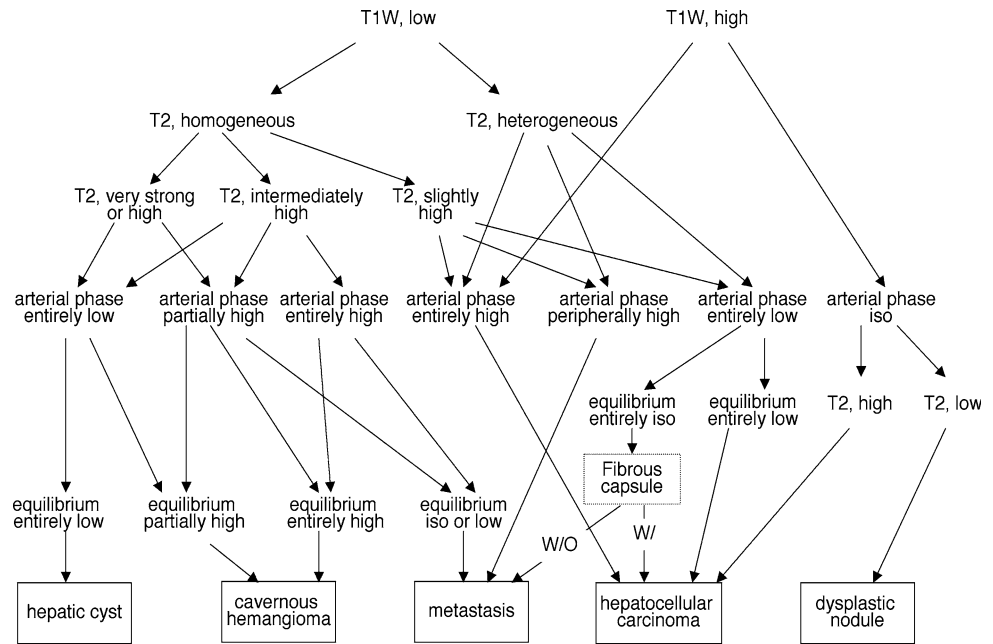 T1W, low
T1W, high
T2, homogeneous
T2, heterogeneous
T2, very strong
or high
T2, intermediately
high
T2, slightly
high
arterial phase
entirely low
arterial phase
partially high
arterial phase
entirely high
arterial phase
entirely high
arterial phase
peripherally high
arterial phase
entirely low
arterial phase
iso
equilibrium
entirely iso
equilibrium
entirely low
T2, high
T2, low
Fibrous
capsule
equilibrium
entirely low
equilibrium
partially high
equilibrium
entirely high
equilibrium
iso or low
W/O
W/
hepatic cyst
cavernous
hemangioma
metastasis
hepatocellular
carcinoma
dysplastic
nodule